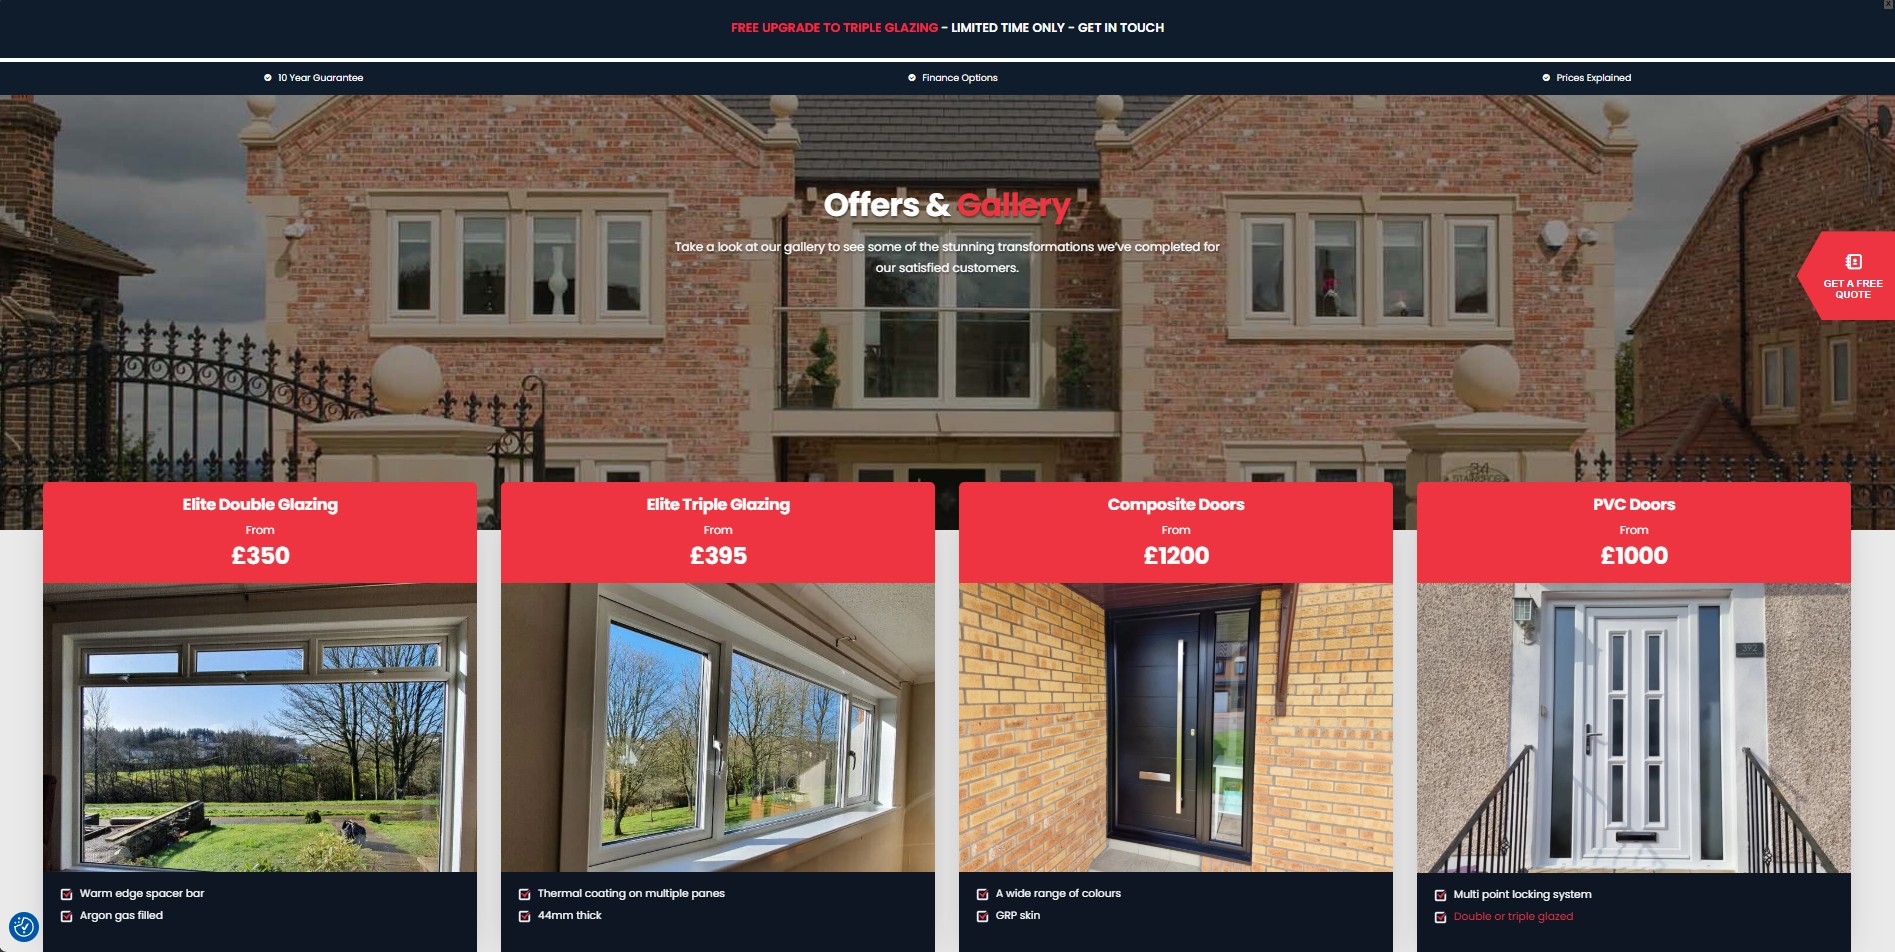 FREE UPGRADE TO TRIPLE GLAZING - LIMITED TIME ONLY - GET IN TOUCH
10 Year Guarantee
Finance Options
Prices Explained
Offers & Gallery
Take a look at our gallery to see some of the stunning transformations we've completed for
our satisfied customers.
GET A FREE
QUOTE
34
Elite Double Glazing
From
£350
Elite Triple Glazing
From
£395
Composite Doors
From
£1200
PVC Doors
From
£1000
392
Warm edge spacer bar
Argon gas filled
Thermal coating on multiple panes
44mm thick
A wide range of colours
GRP skin
Multi point locking system
Double or triple glazed